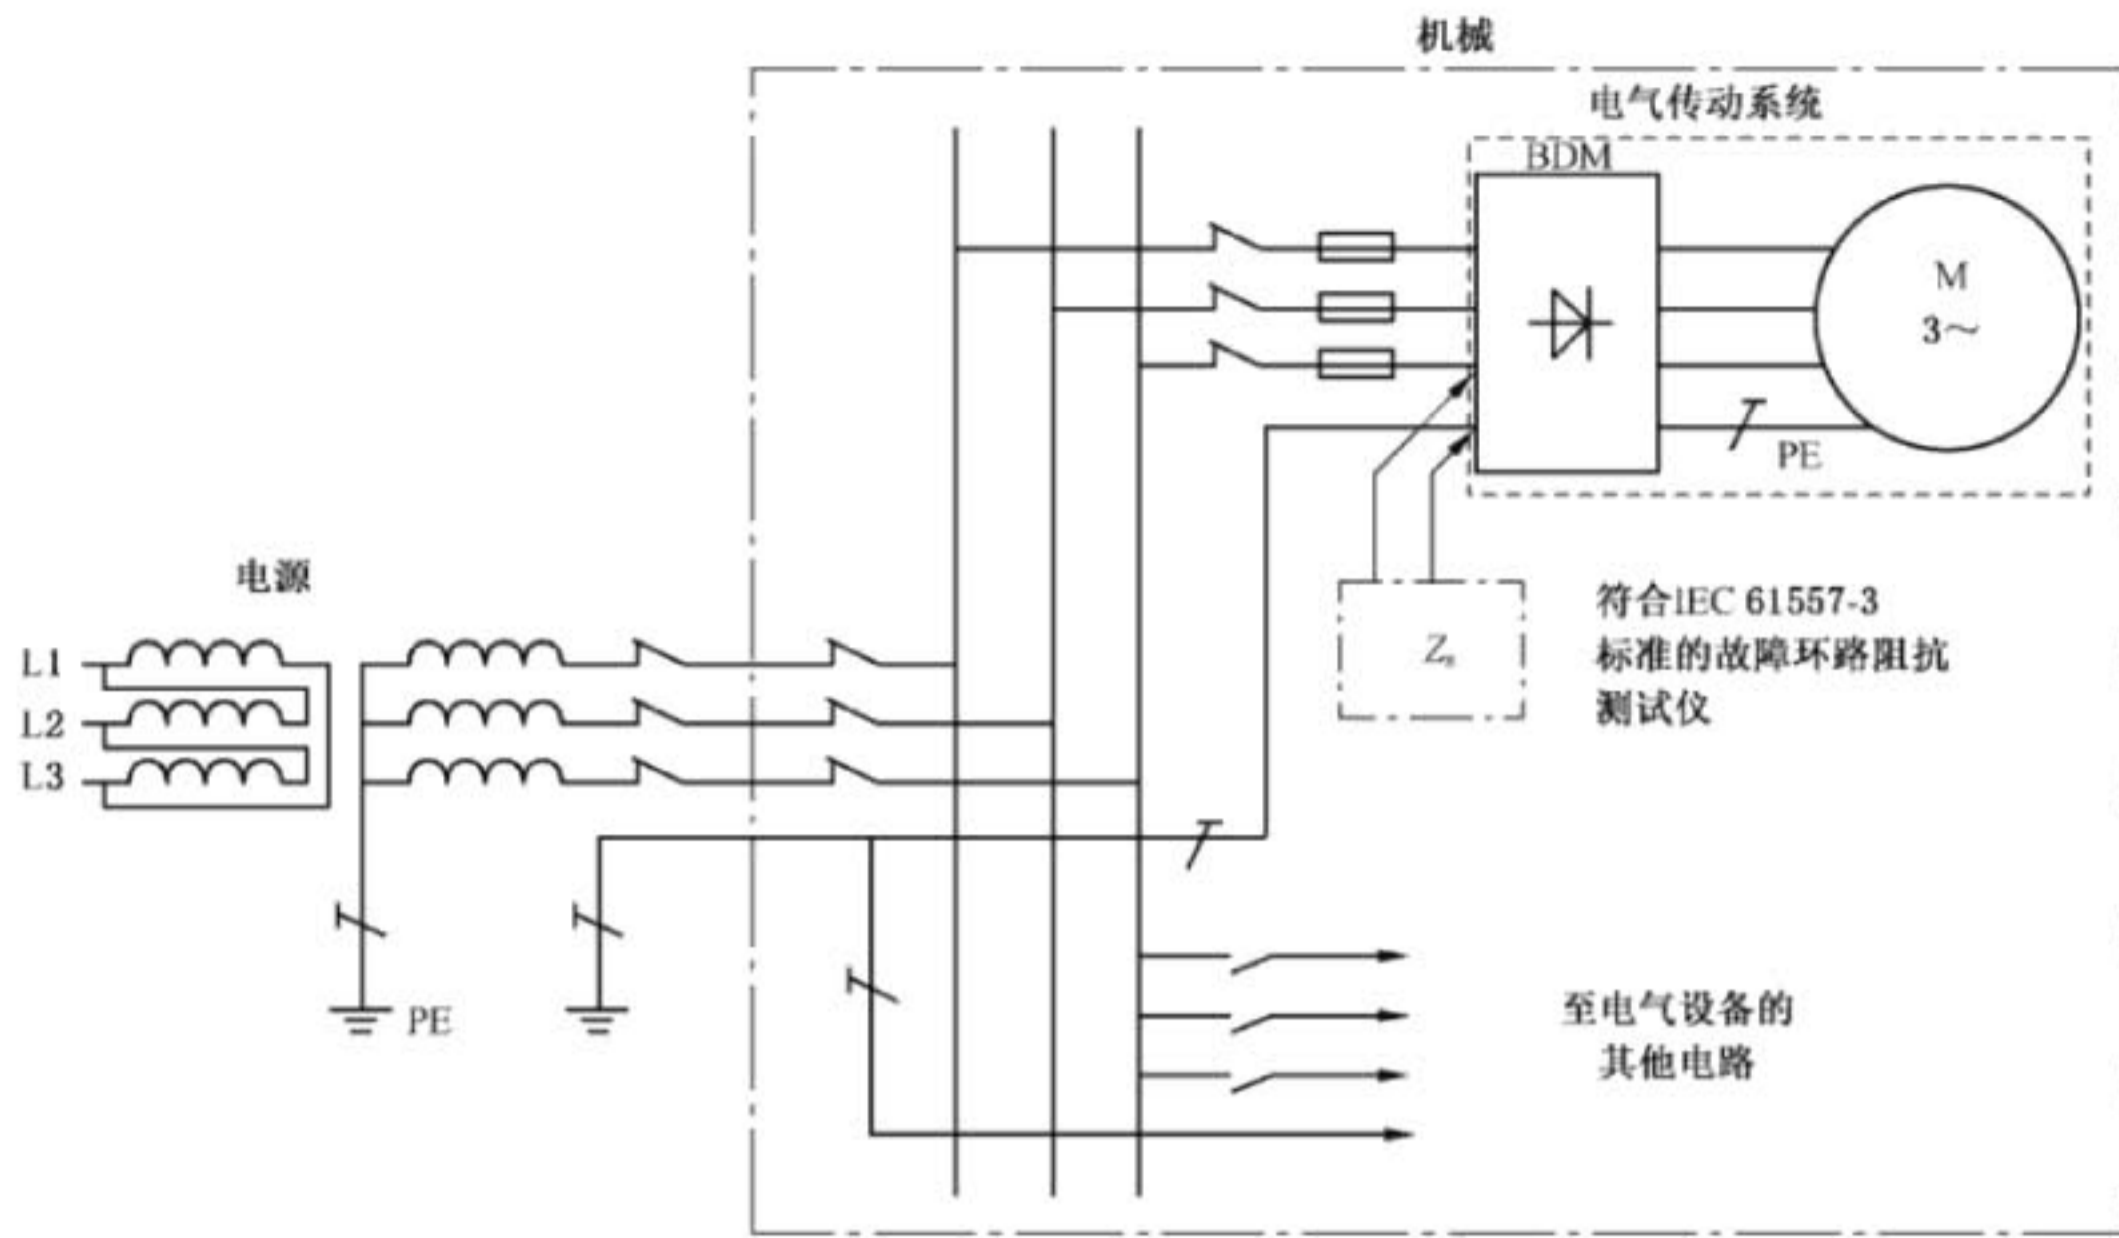 机械
电气传动系统
BDM
M
3～
PE
电源
L1
L2
L3
符合IEC 61557-3
标准的故障环路阻抗
测试仪
Zs
PE
至电气设备的
其他电路